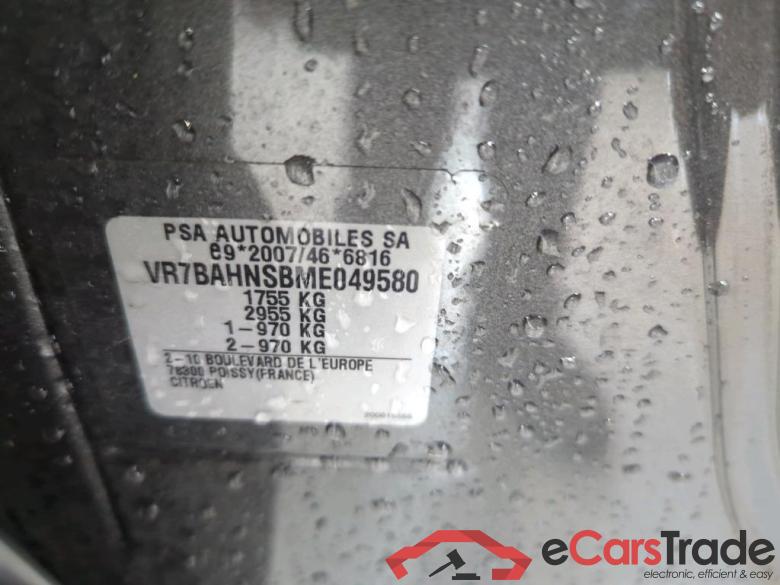 PSA AUTOMOBILES SA
e9*2007/46*6816
VR7BAHNSBME049580
1755 KG
2955 KG
1-970 KG
2-970 KG
2-10 BOULEVARD DE L'EUROPE
78300 POISSY(FRANCE)
CITROEN
eCarsTrade
electronic, efficient & easy